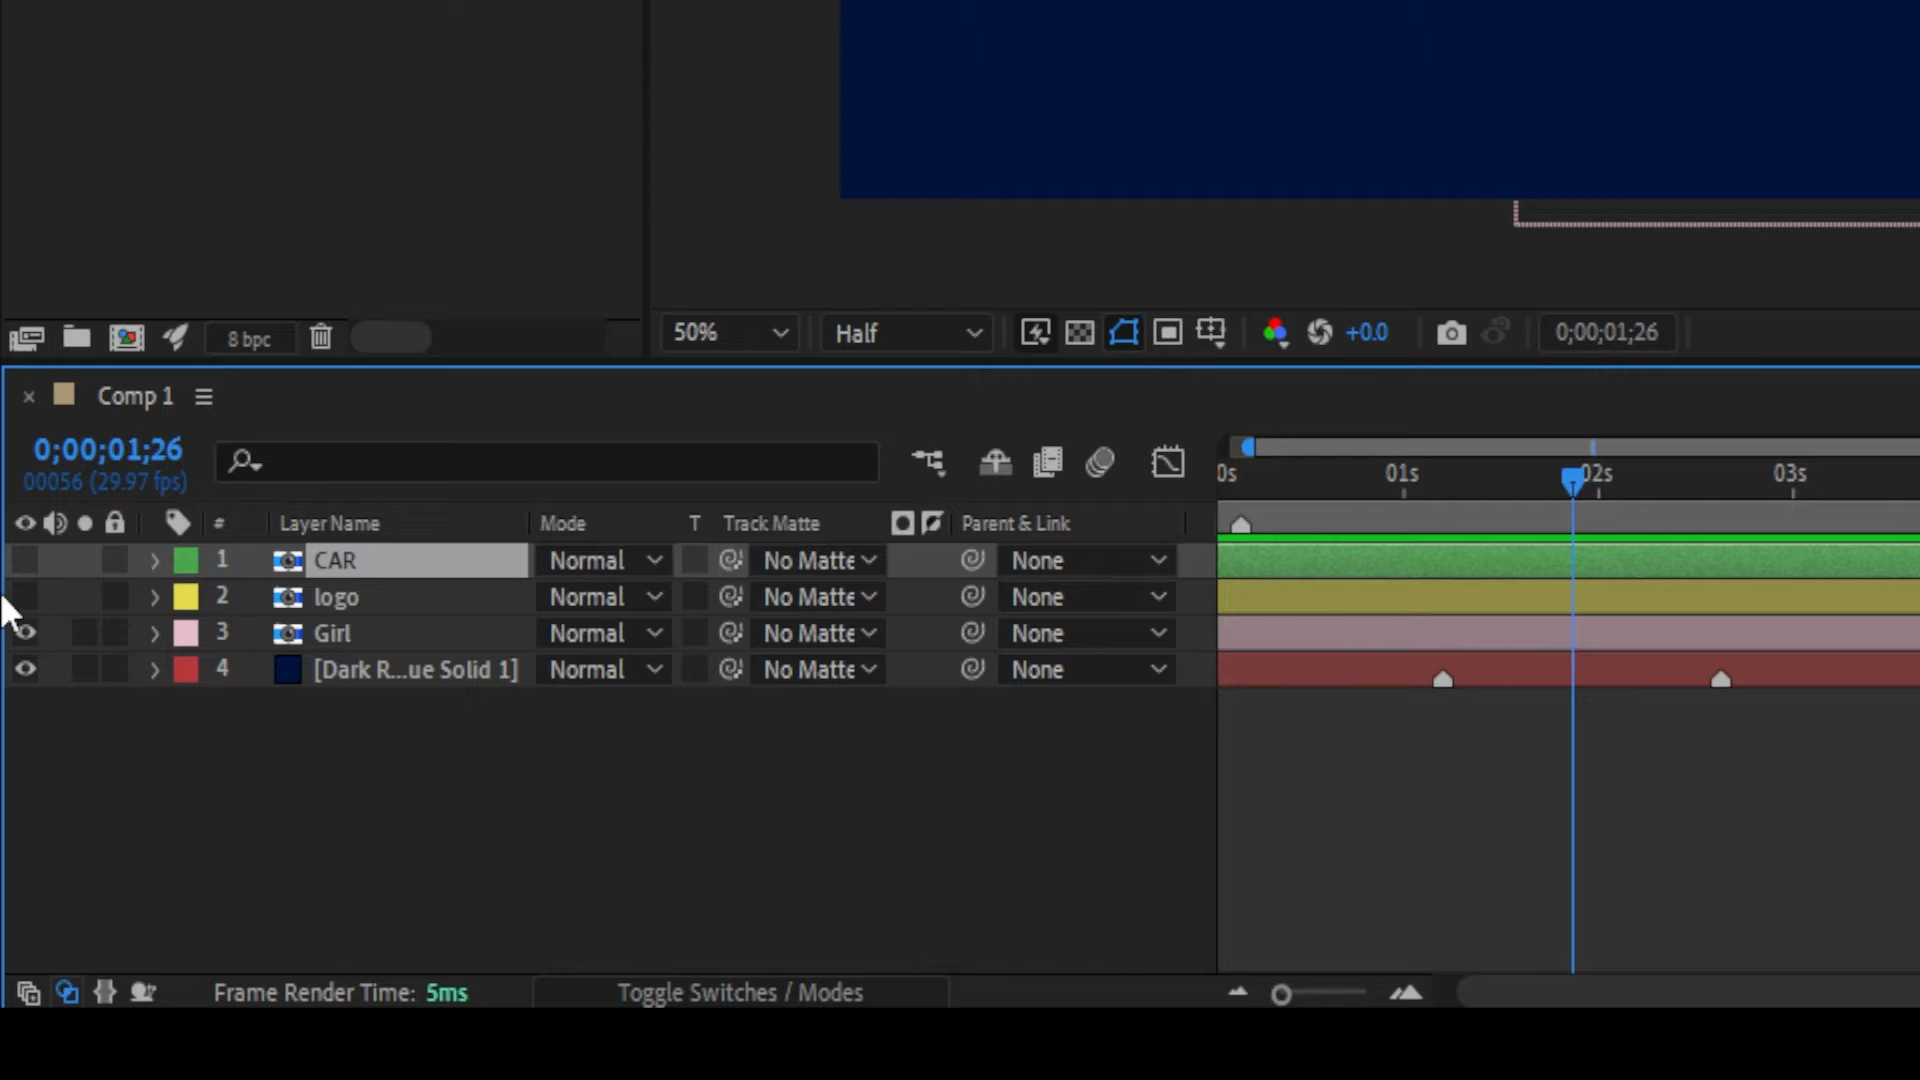 8 bpc
50%
Half
+0.0
0;00;01;26
Comp 1
0;00;01;26
00056 (29.97 fps)
0s
01s
02s
03s
# Layer Name Mode T Track Matte Parent & Link
1 CAR Normal No Matte None
2 logo Normal No Matte None
3 Girl Normal No Matte None
4 [Dark R...ue Solid 1] Normal No Matte None
Frame Render Time: 5ms
Toggle Switches / Modes